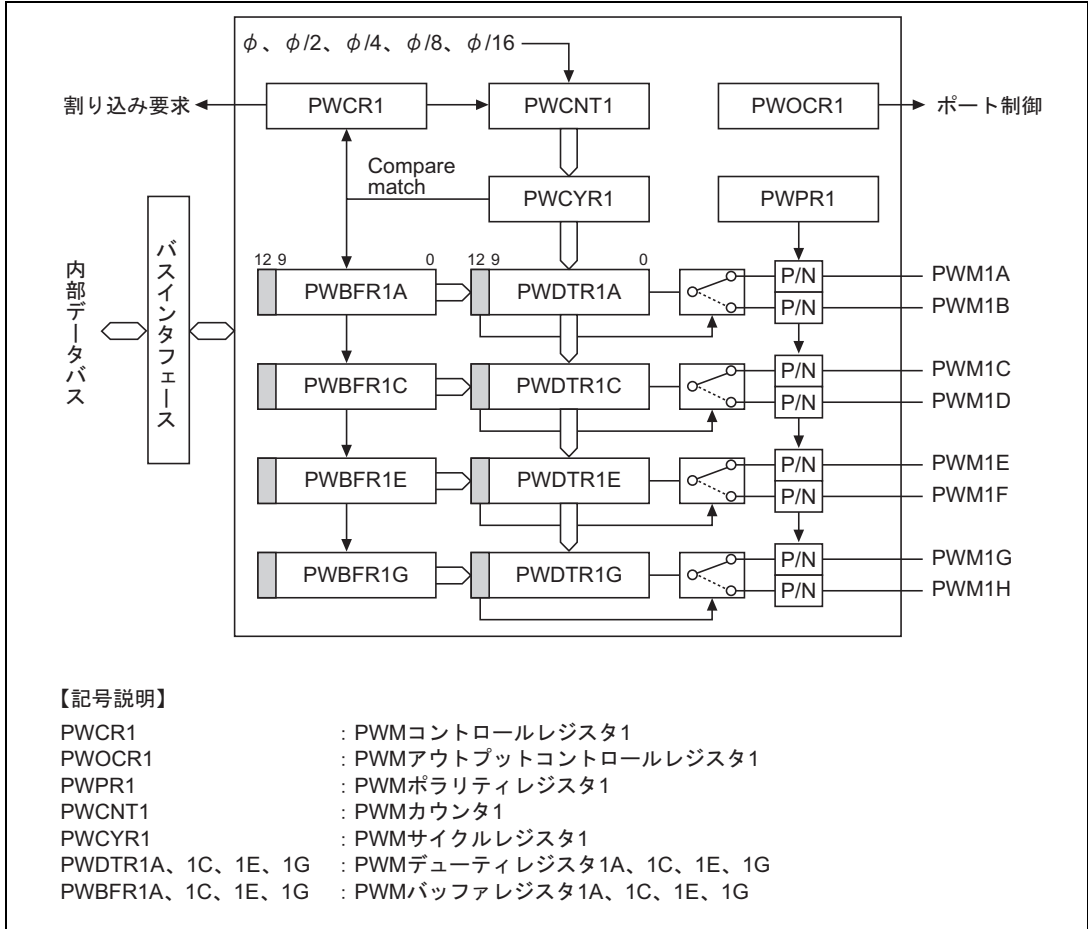 φ、φ/2、φ/4、φ/8、φ/16
割り込み要求
PWCR1
PWCNT1
PWOCR1
ポート制御
Compare
match
PWCYR1
PWPR1
内部データバス
バスインタフェース
12 9 0
PWBFR1A
12 9 0
PWDTR1A
P/N
PWM1A
P/N
PWM1B
PWBFR1C
PWDTR1C
P/N
PWM1C
P/N
PWM1D
PWBFR1E
PWDTR1E
P/N
PWM1E
P/N
PWM1F
PWBFR1G
PWDTR1G
P/N
PWM1G
P/N
PWM1H
【記号説明】
PWCR1 : PWMコントロールレジスタ1
PWOCR1 : PWMアウトプットコントロールレジスタ1
PWPR1 : PWMポラリティレジスタ1
PWCNT1 : PWMカウンタ1
PWCYR1 : PWMサイクルレジスタ1
PWDTR1A、1C、1E、1G : PWMデューティレジスタ1A、1C、1E、1G
PWBFR1A、1C、1E、1G : PWMバッファレジスタ1A、1C、1E、1G